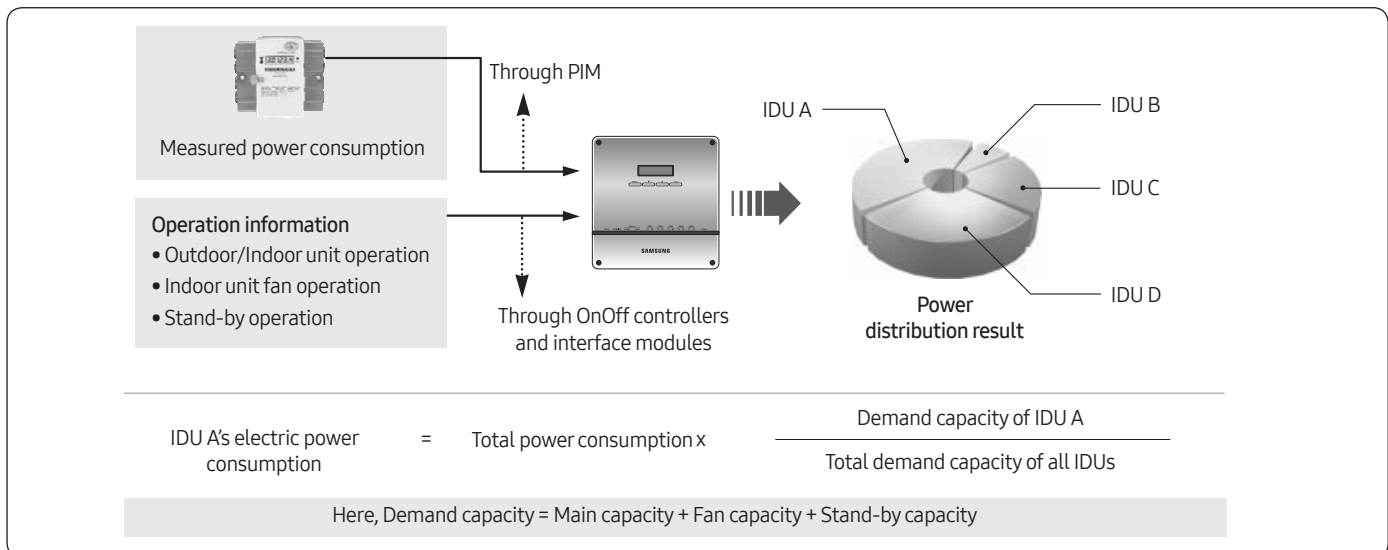 Through PIM
Measured power consumption
Operation information
• Outdoor/Indoor unit operation
• Indoor unit fan operation
• Stand-by operation
SAMSUNG
Through OnOff controllers
and interface modules
IDU A
IDU B
IDU C
IDU D
Power
distribution result
IDU A’s electric power
consumption
=
Total power consumption x
Demand capacity of IDU A
Total demand capacity of all IDUs
Here, Demand capacity = Main capacity + Fan capacity + Stand-by capacity